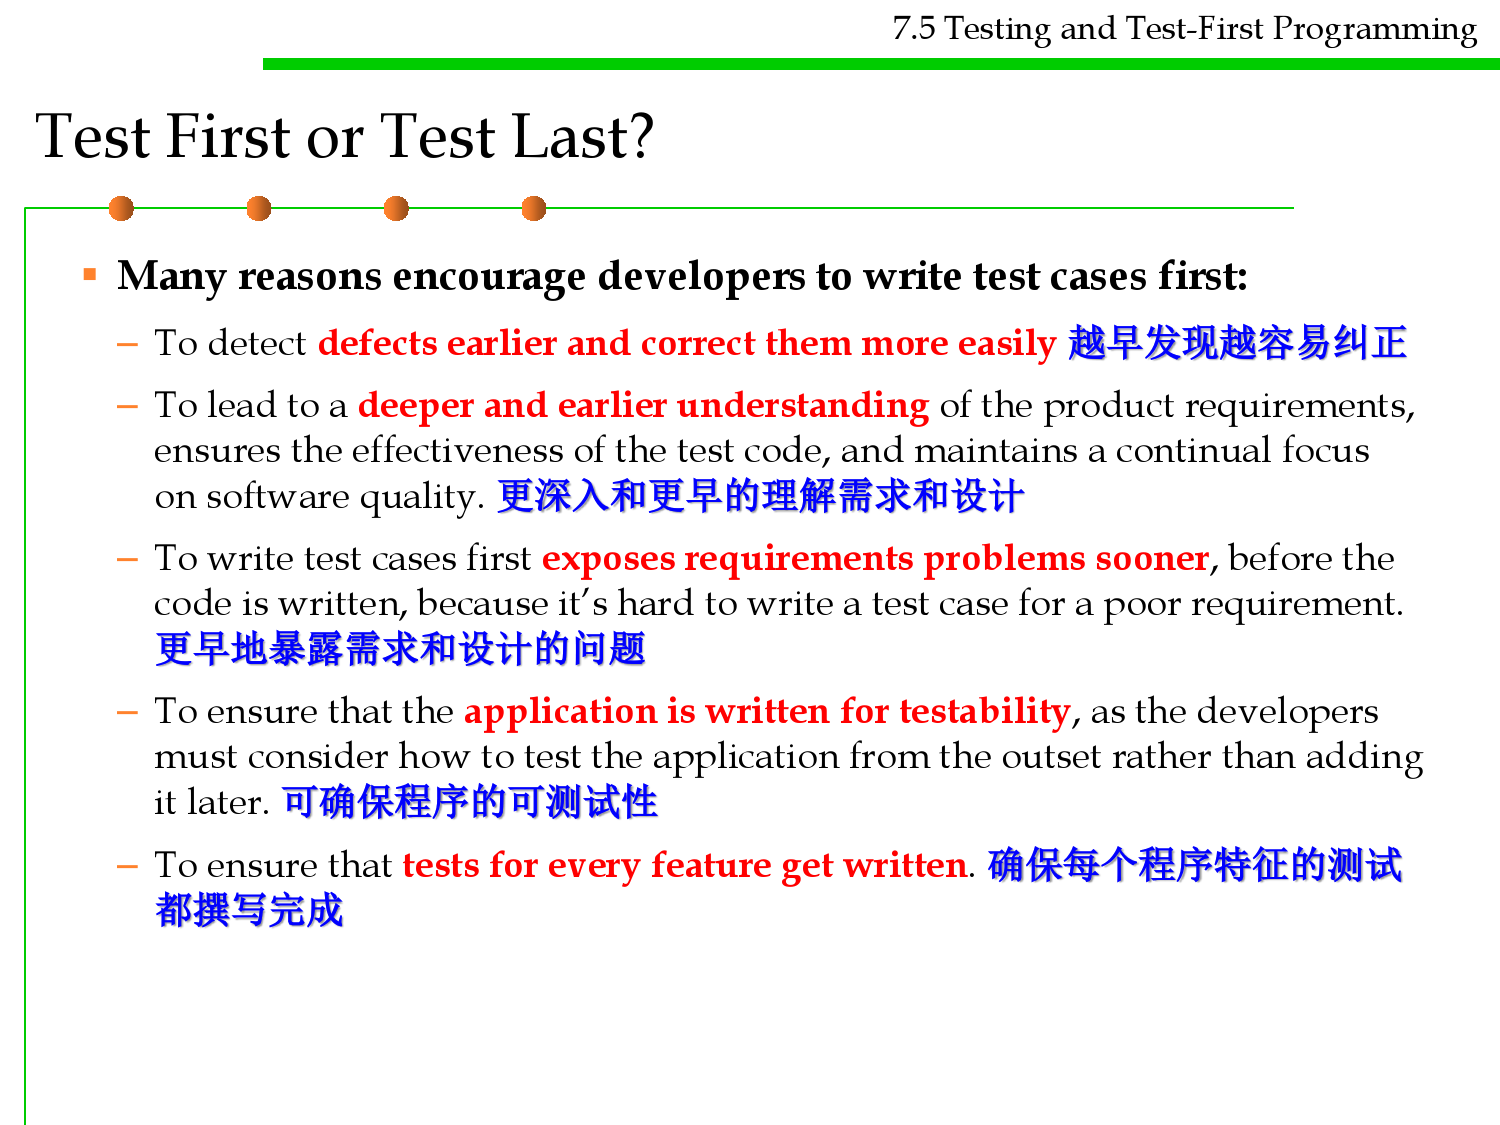 7.5 Testing and Test-First Programming
Test First or Test Last?
▪ Many reasons encourage developers to write test cases first:
– To detect defects earlier and correct them more easily 越早发现越容易纠正
– To lead to a deeper and earlier understanding of the product requirements,
ensures the effectiveness of the test code, and maintains a continual focus
on software quality. 更深入和更早的理解需求和设计
– To write test cases first exposes requirements problems sooner, before the
code is written, because it’s hard to write a test case for a poor requirement.
更早地暴露需求和设计的问题
– To ensure that the application is written for testability, as the developers
must consider how to test the application from the outset rather than adding
it later. 可确保程序的可测试性
– To ensure that tests for every feature get written. 确保每个程序特征的测试
都撰写完成